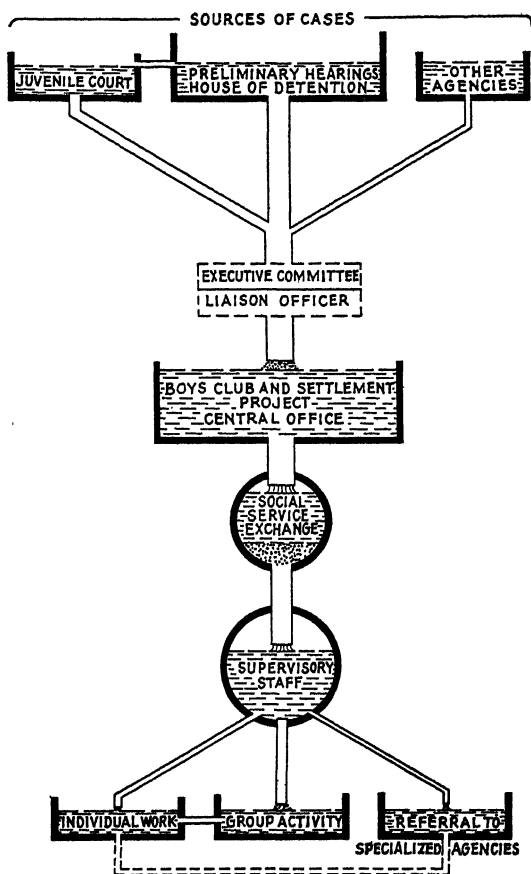 SOURCES OF CASES
JUVENILE COURT
PRELIMINARY HEARINGS
HOUSE OF DETENTION
OTHER
AGENCIES
EXECUTIVE COMMITTEE
LIAISON OFFICER
BOYS CLUB AND SETTLEMENT
PROJECT
CENTRAL OFFICE
SOCIAL
SERVICE
EXCHANGE
SUPERVISORY
STAFF
INDIVIDUAL WORK
GROUP ACTIVITY
REFERRAL TO
SPECIALIZED AGENCIES